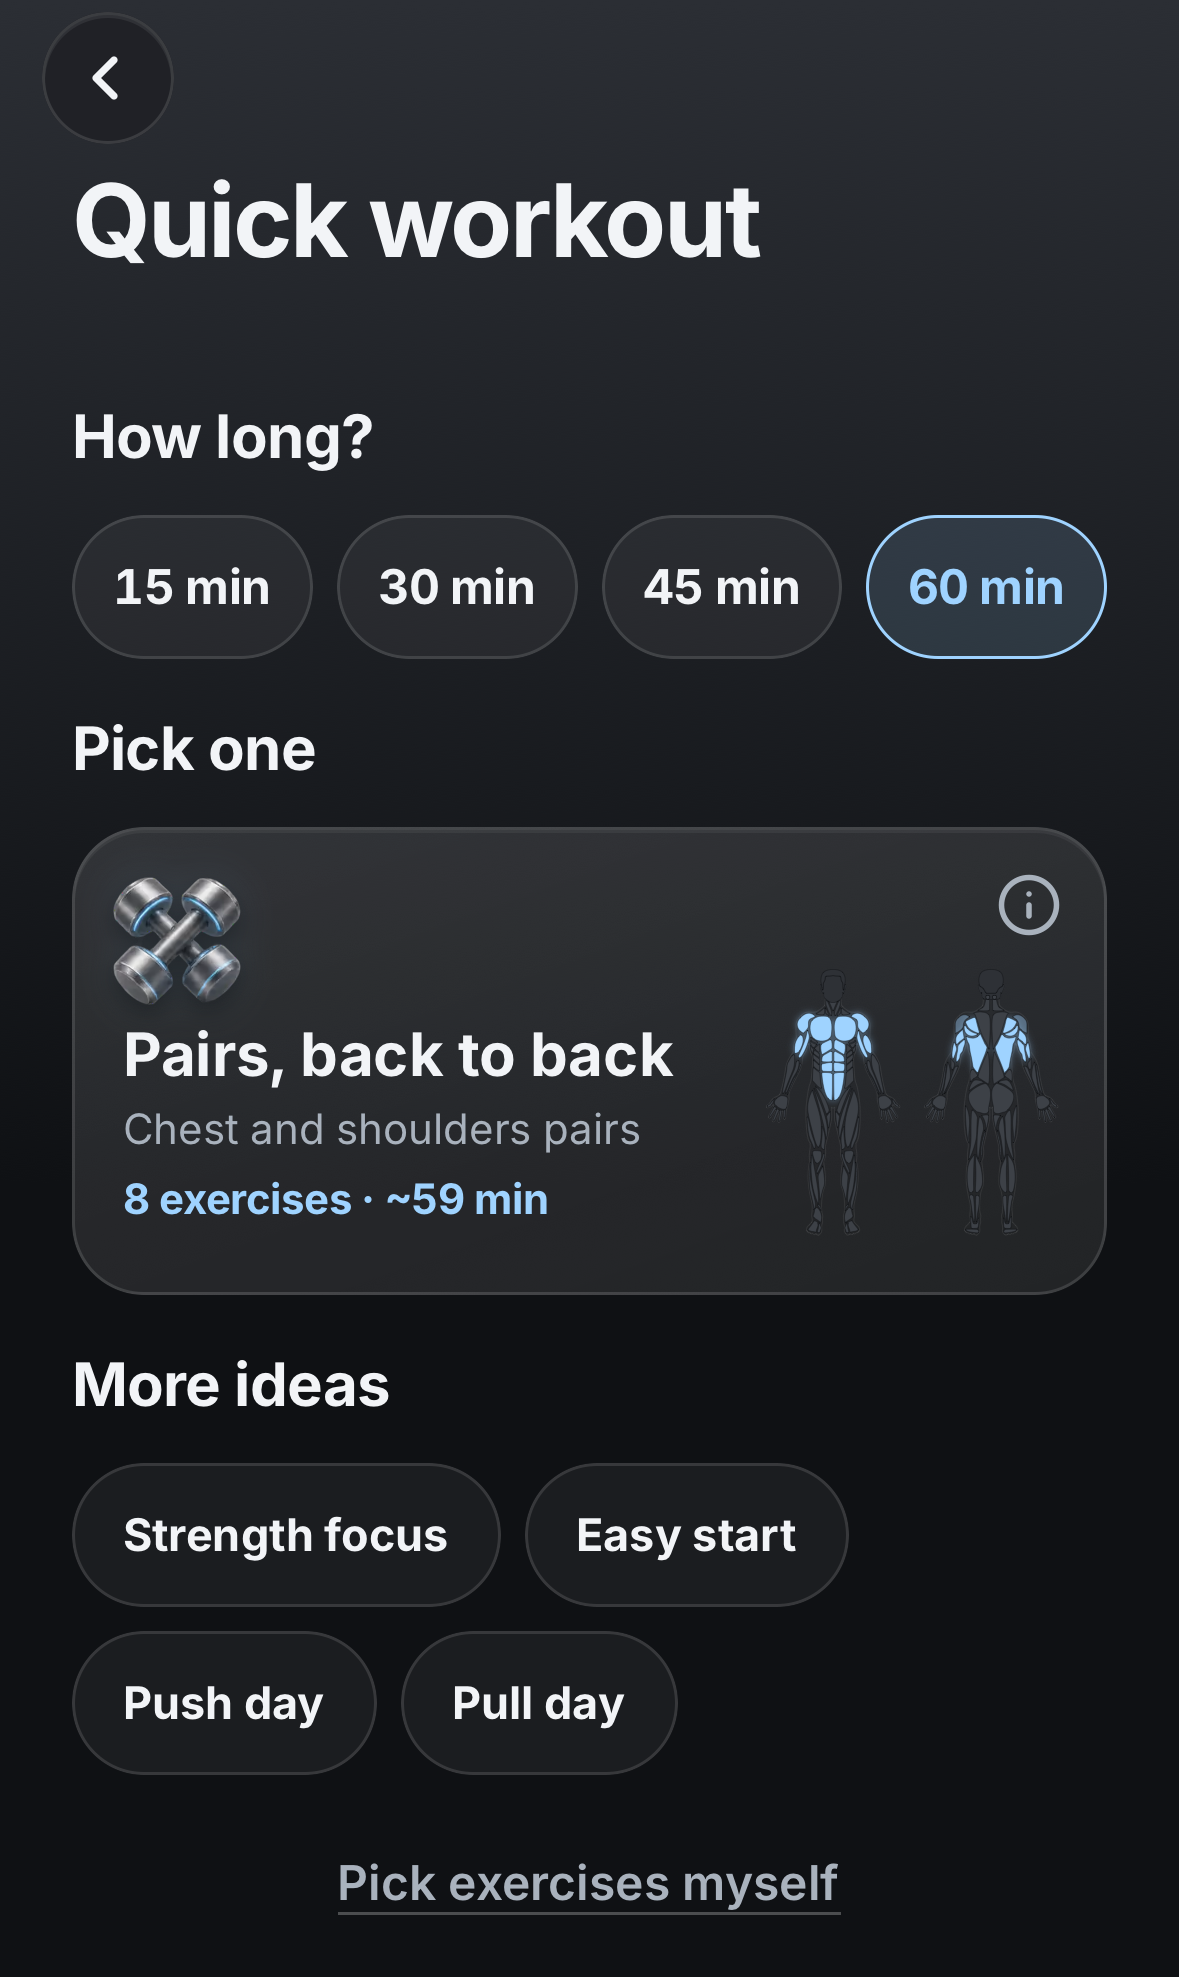 Quick workout
How long?
15 min 30 min 45 min 60 min
Pick one
Pairs, back to back
Chest and shoulders pairs
8 exercises · ~59 min
More ideas
Strength focus Easy start
Push day Pull day
Pick exercises myself